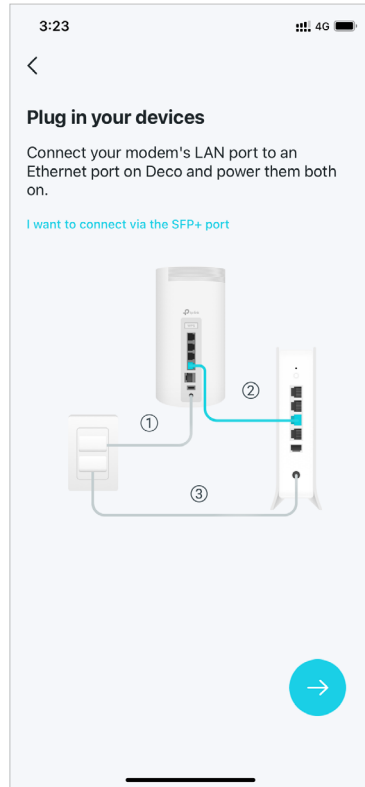 3:23
4G
Plug in your devices
Connect your modem's LAN port to an
Ethernet port on Deco and power them both
on.
I want to connect via the SFP+ port
①
②
③